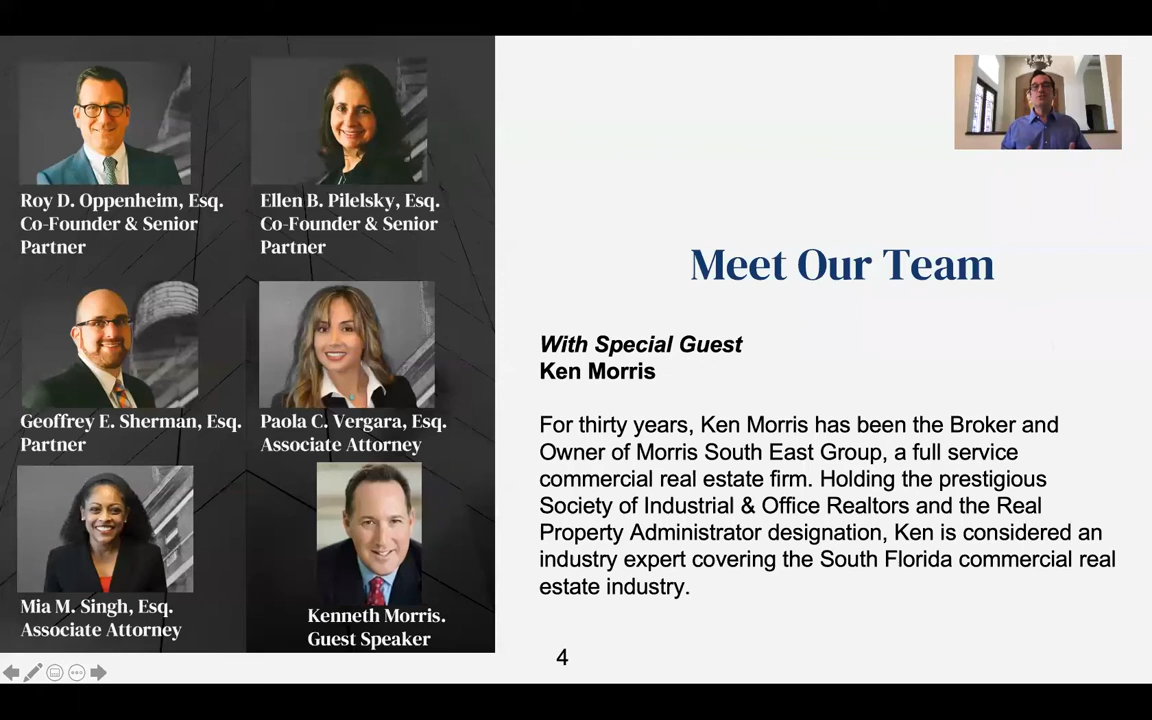 Roy D. Oppenheim, Esq.
Co-Founder & Senior
Partner
Ellen B. Pilelsky, Esq.
Co-Founder & Senior
Partner
Geoffrey E. Sherman, Esq.
Partner
Paola C. Vergara, Esq.
Associate Attorney
Mia M. Singh, Esq.
Associate Attorney
Kenneth Morris.
Guest Speaker
Meet Our Team
With Special Guest
Ken Morris
For thirty years, Ken Morris has been the Broker and
Owner of Morris South East Group, a full service
commercial real estate firm. Holding the prestigious
Society of Industrial & Office Realtors and the Real
Property Administrator designation, Ken is considered an
industry expert covering the South Florida commercial real
estate industry.
4